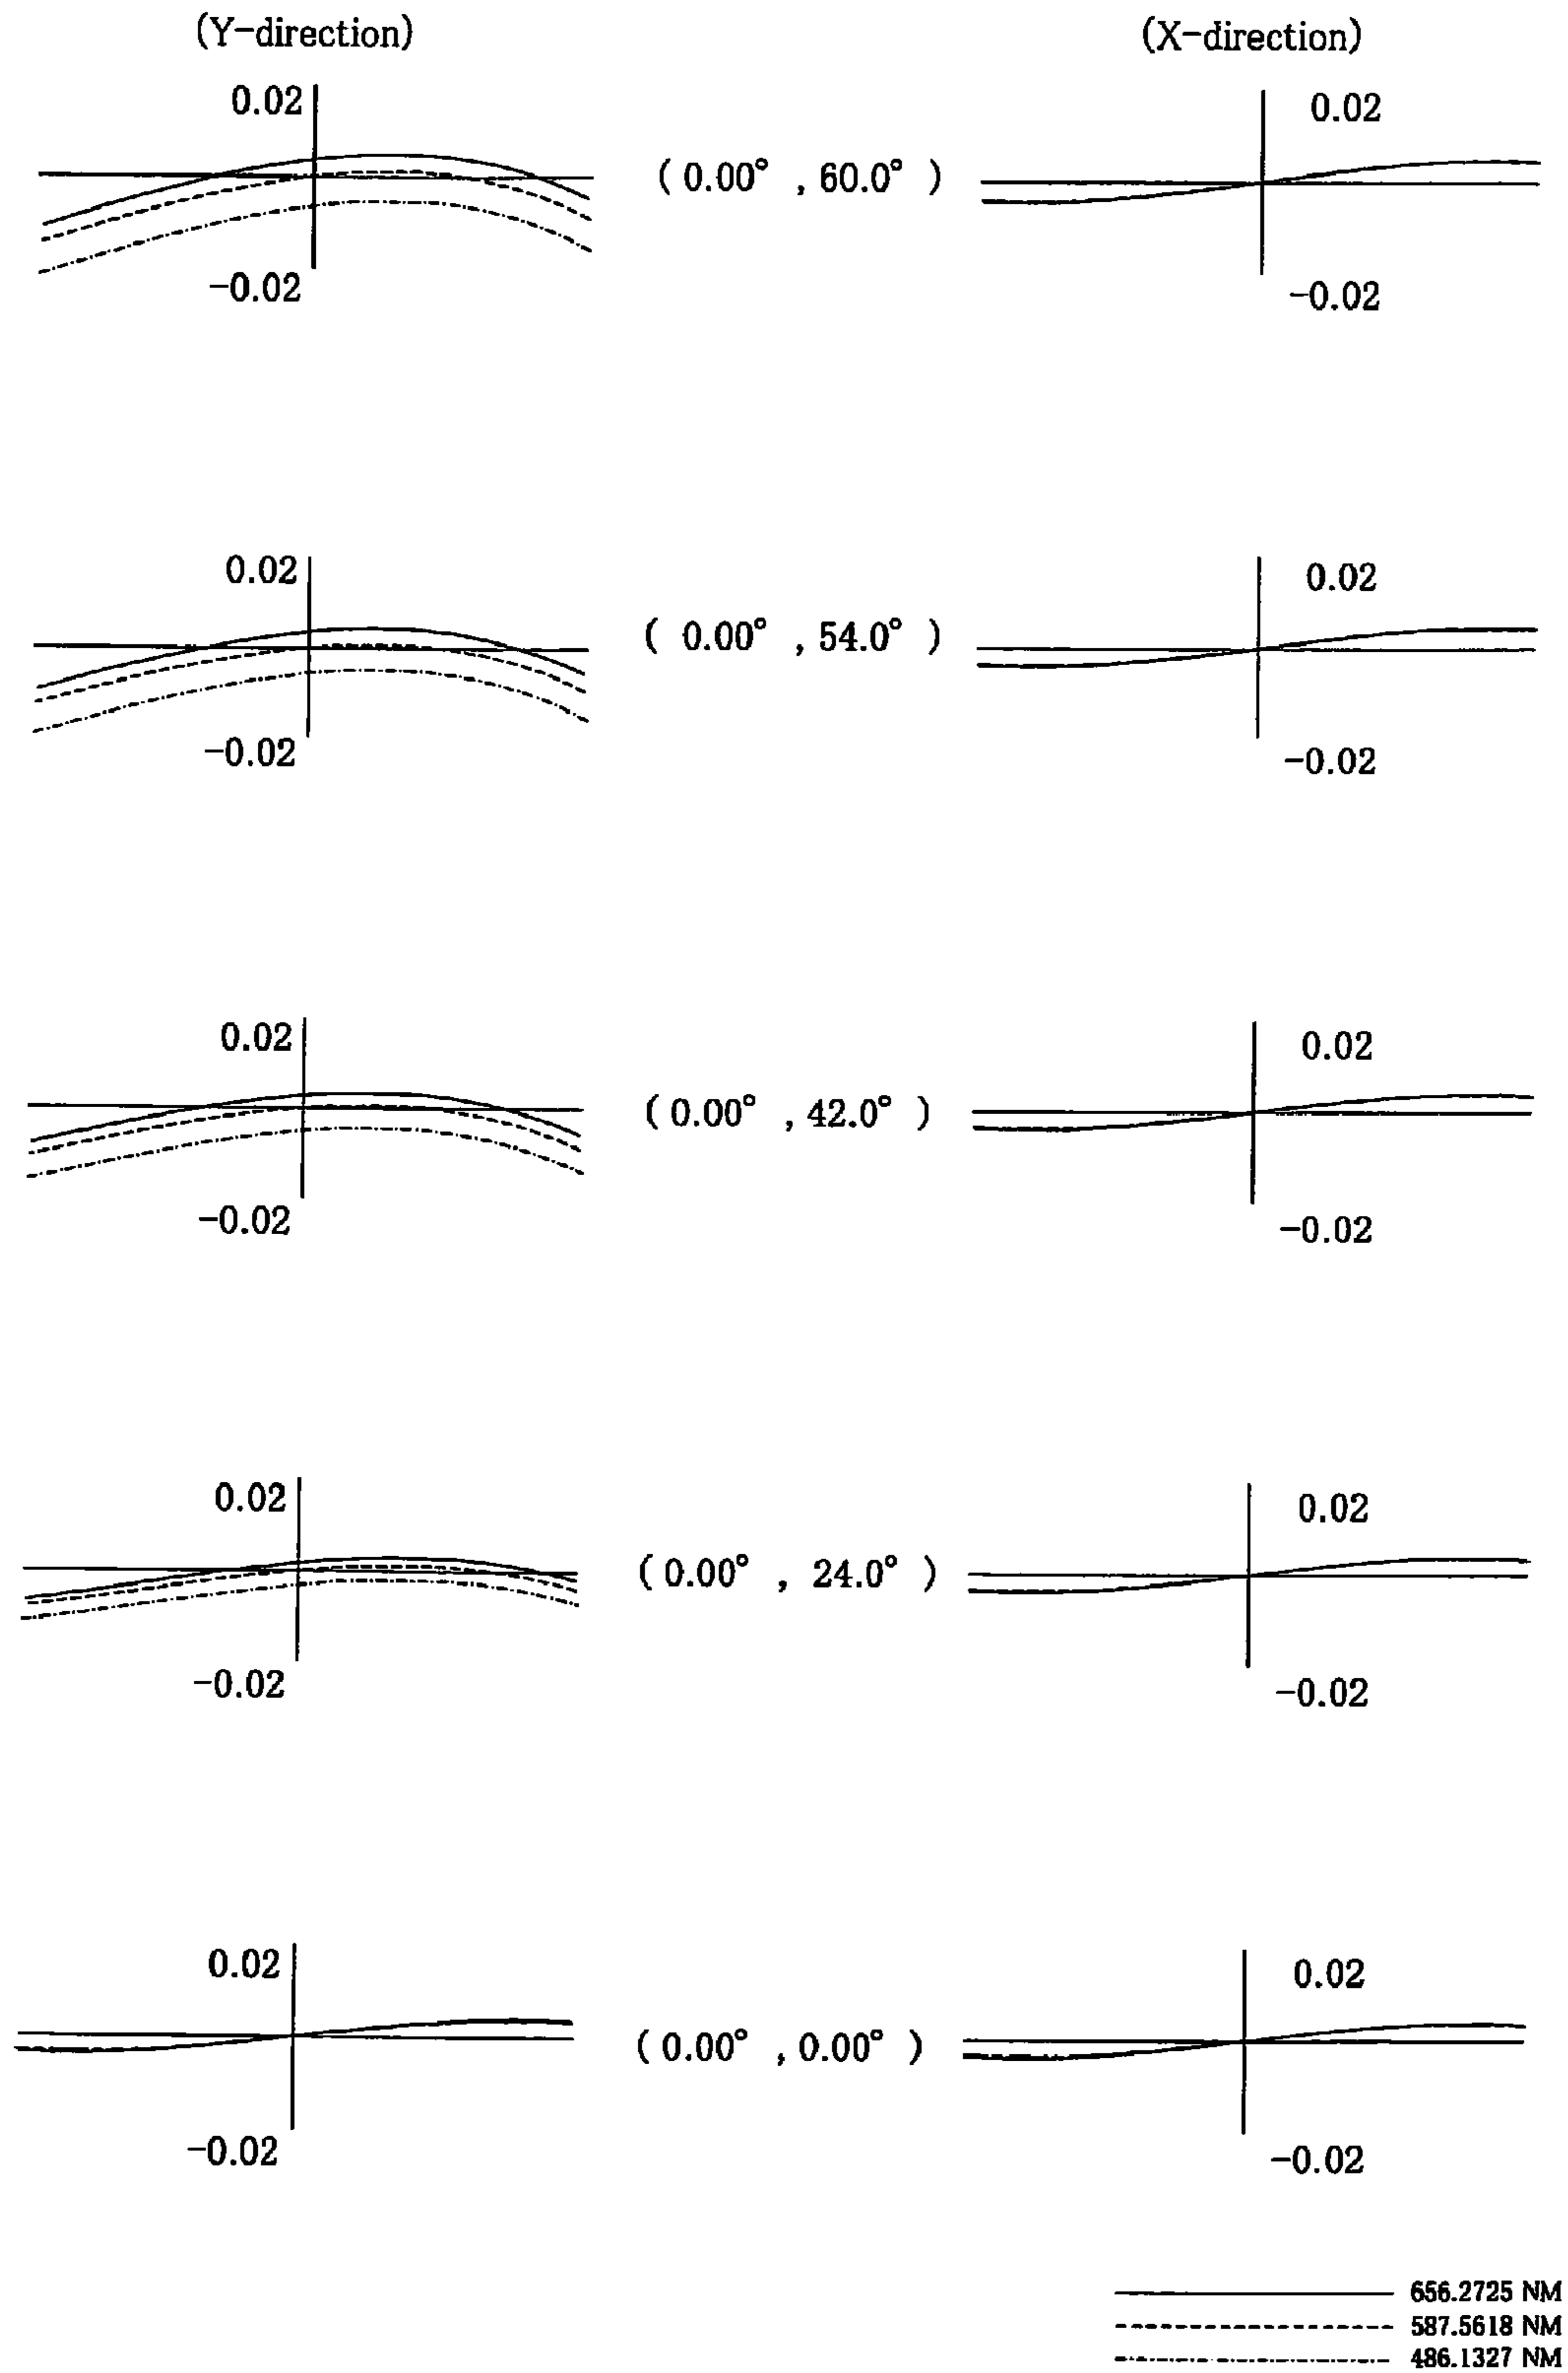 (Y-direction) (X-direction)
0.02 0.02
( 0.00° , 60.0° )
-0.02 -0.02
0.02 0.02
( 0.00° , 54.0° )
-0.02 -0.02
0.02 0.02
( 0.00° , 42.0° )
-0.02 -0.02
0.02 0.02
( 0.00° , 24.0° )
-0.02 -0.02
0.02 0.02
( 0.00° , 0.00° )
-0.02 -0.02
656.2725 NM
587.5618 NM
486.1327 NM